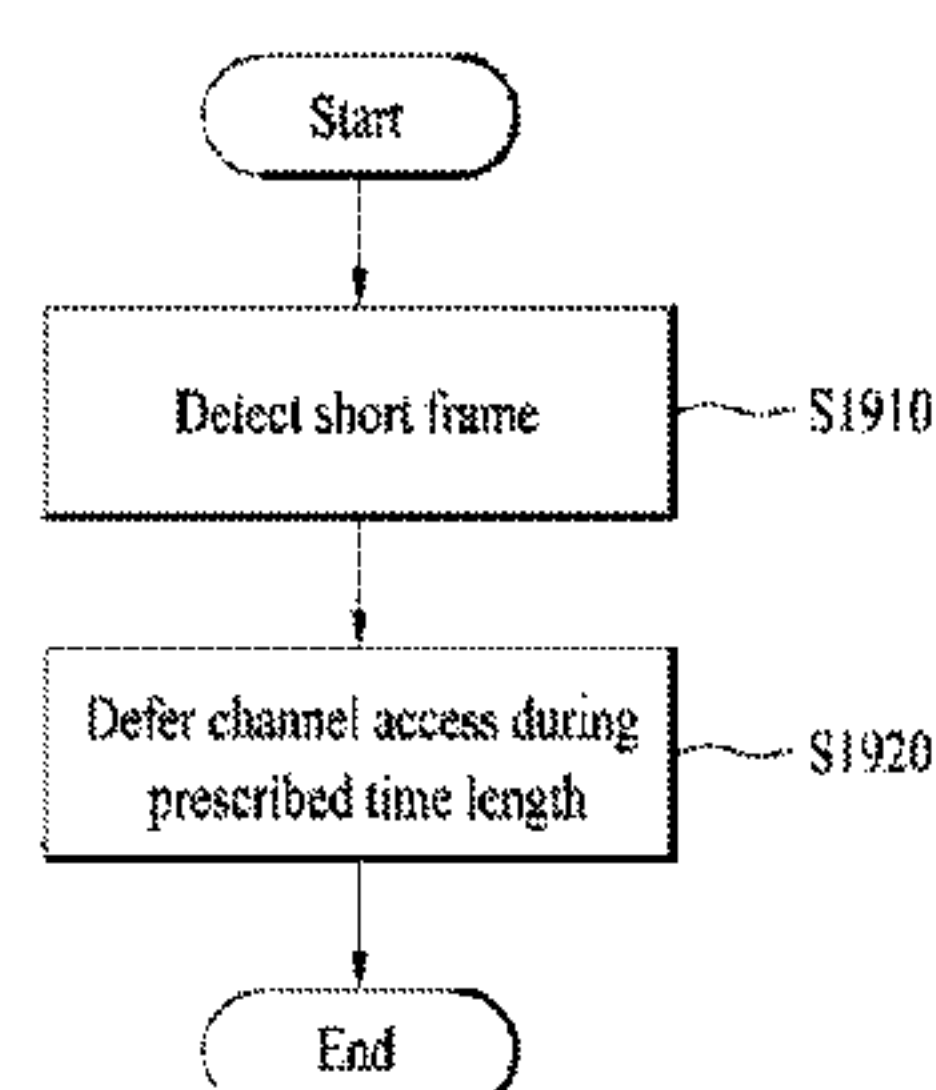 Start
Detect short frame
S1910
Defer channel access during
prescribed time length
S1920
End